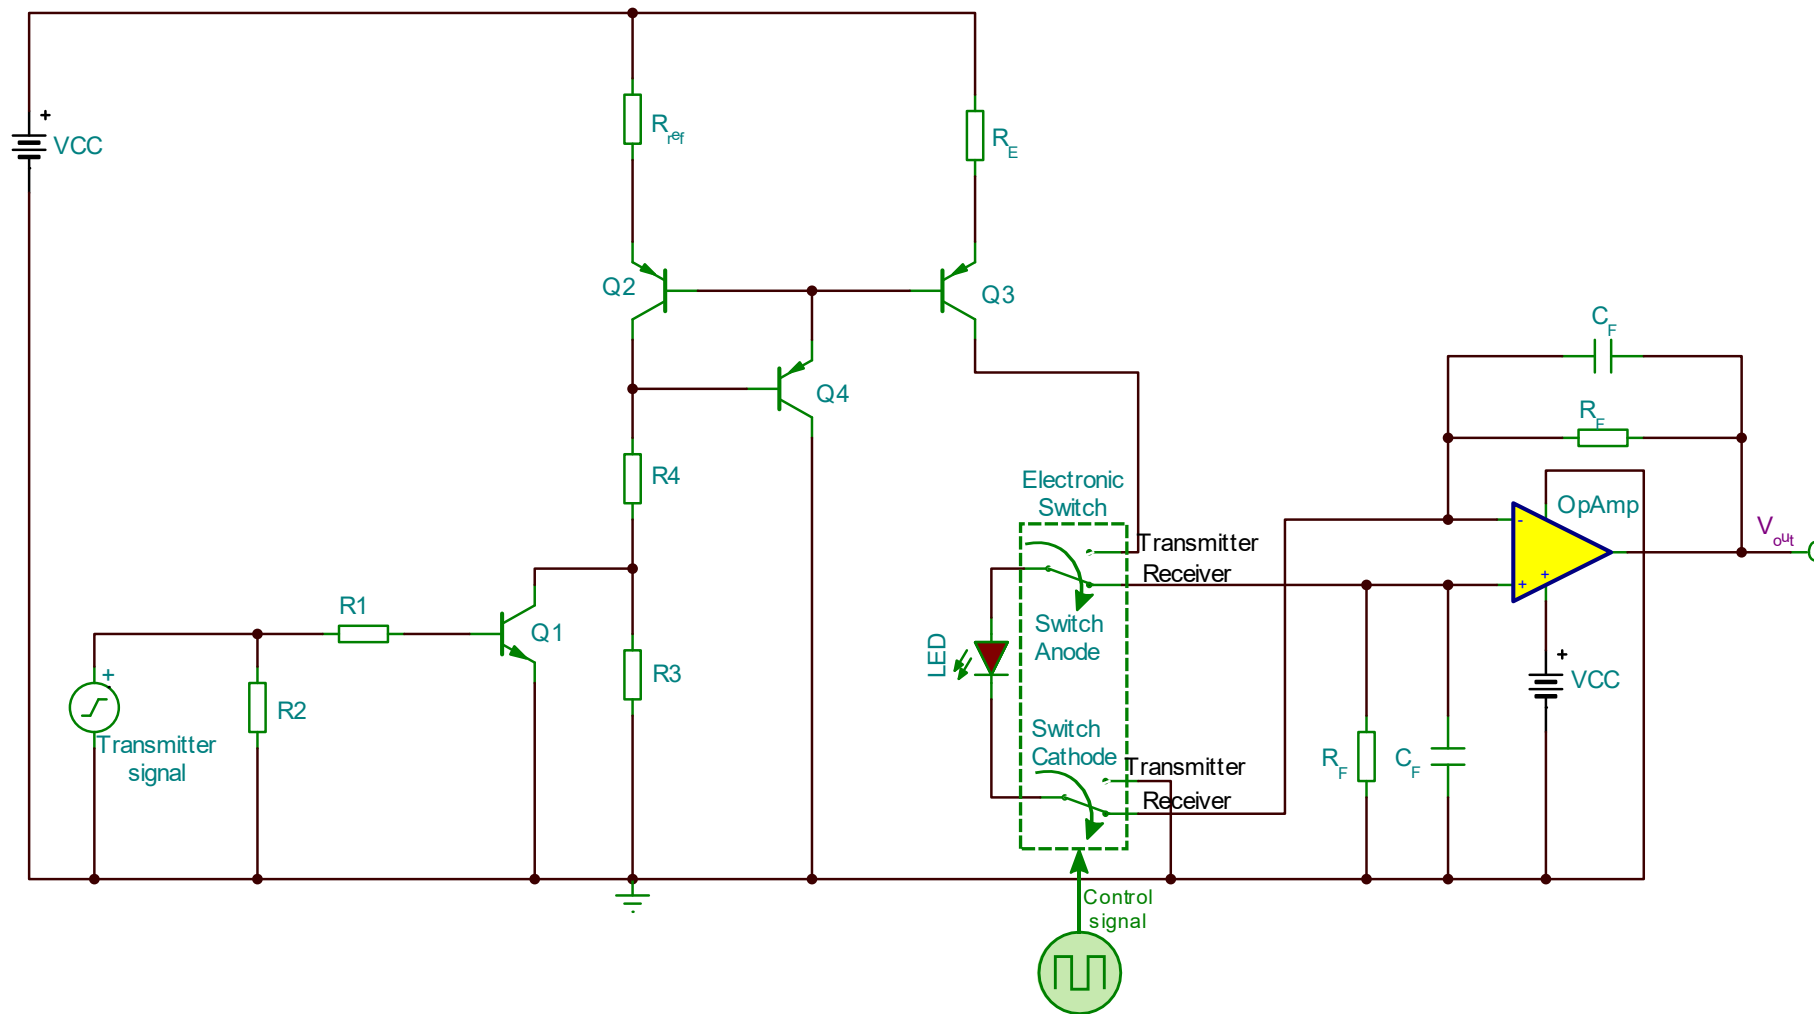 VCC
Rref
RE
Q2
Q3
Q4
CF
RF
Electronic
Switch
OpAmp
Vout
-
+
+
Transmitter
Receiver
R4
R1
Q1
Switch
Anode
LED
R3
R2
+
VCC
+
Transmitter
signal
Switch
Cathode
Transmitter
Receiver
RF
CF
Control
signal
+